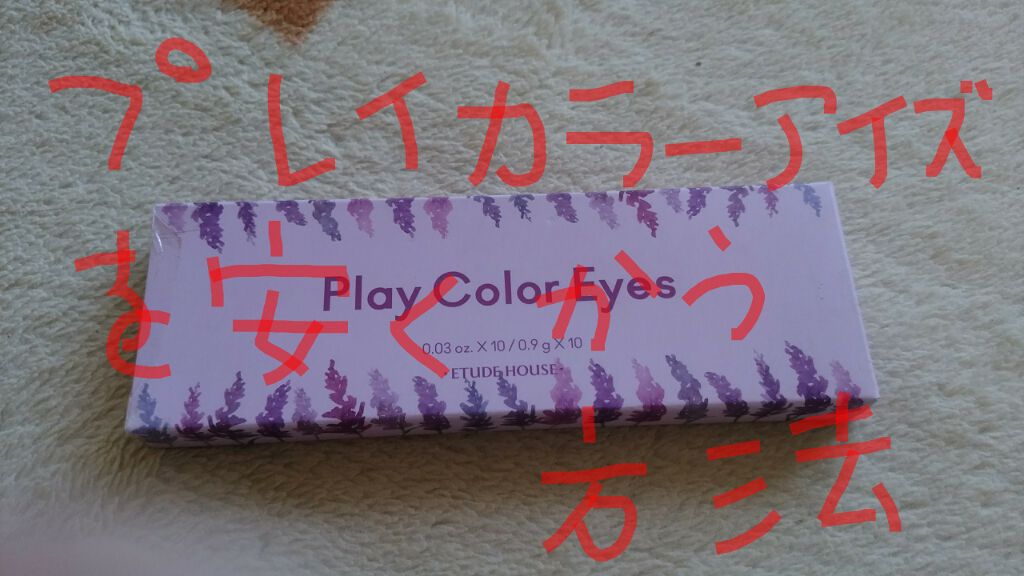 プレイカラーアイズ
を安くかう
方法
Play Color Eyes
0.03 oz. X 10 / 0.9 g X 10
·ETUDE HOUSE·